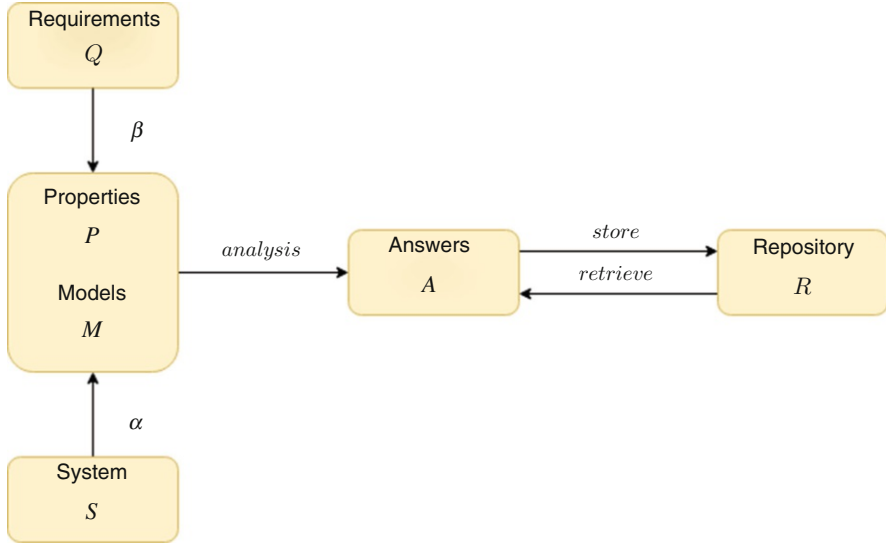 Requirements
Q
β
Properties
P
Models
M
α
System
S
analysis
Answers
A
store
retrieve
Repository
R